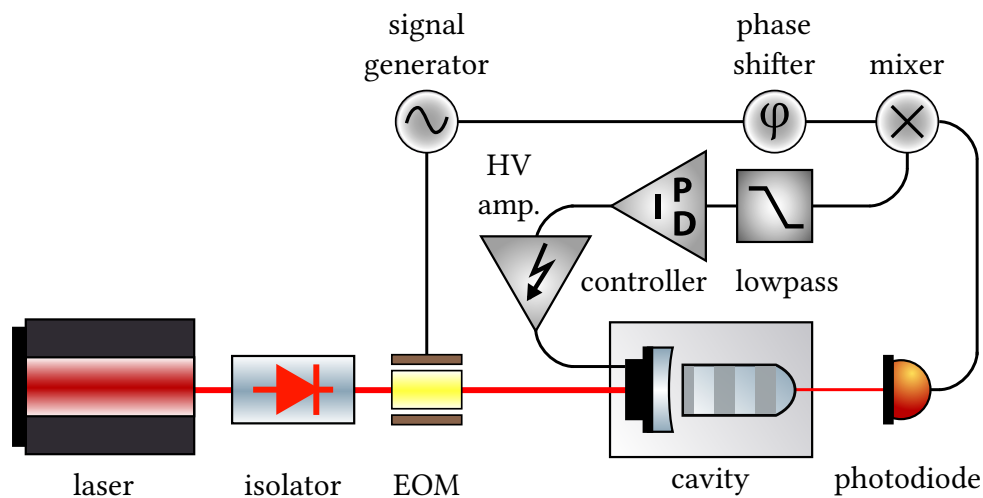 signal
generator
phase
shifter
mixer
φ
HV
amp.
P
I
D
controller
lowpass
laser
isolator
EOM
cavity
photodiode